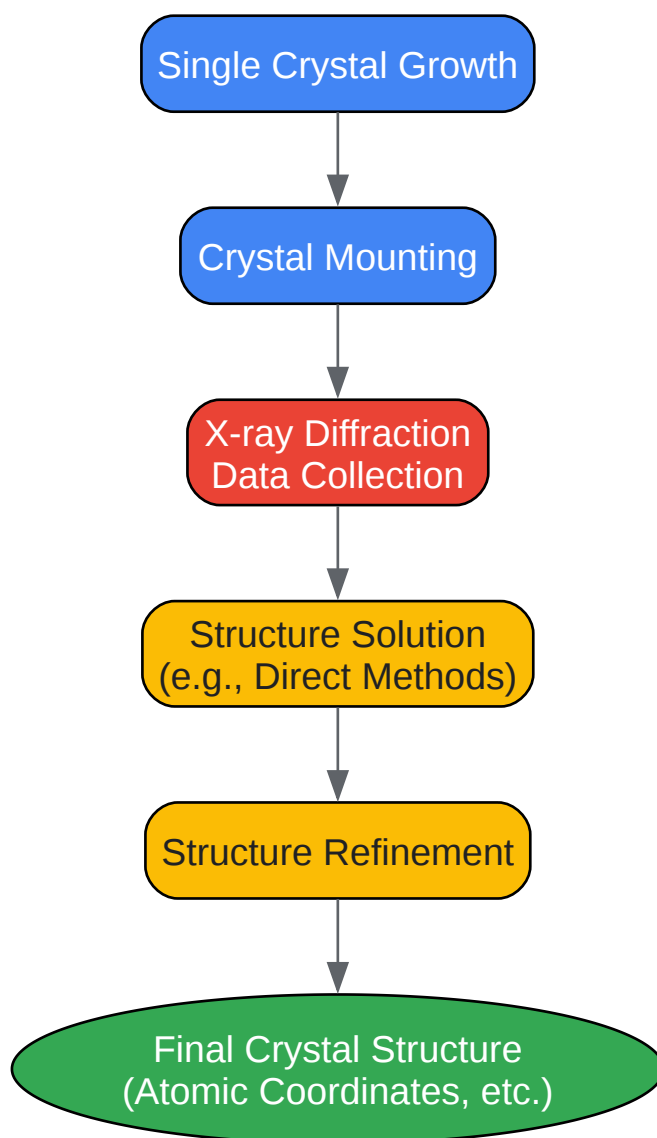 Single Crystal Growth
Crystal Mounting
X-ray Diffraction
Data Collection
Structure Solution
(e.g., Direct Methods)
Structure Refinement
Final Crystal Structure
(Atomic Coordinates, etc.)